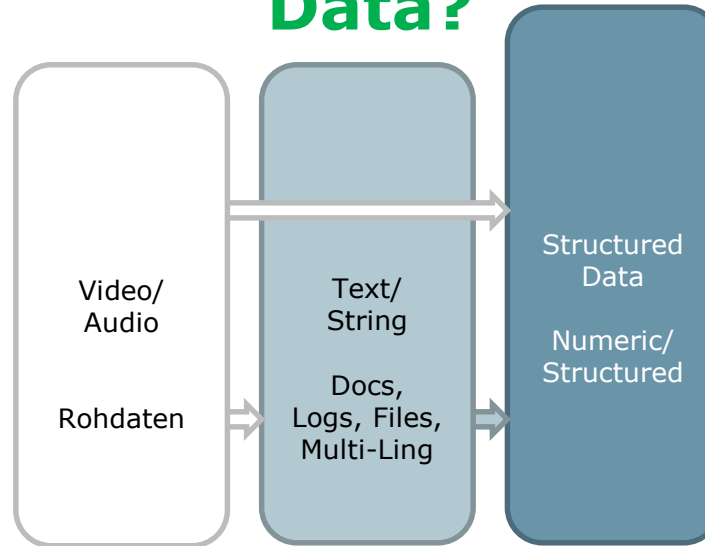 Data?
Video/
Audio
Rohdaten
Text/
String
Docs,
Logs, Files,
Multi-Ling
Structured
Data
Numeric/
Structured